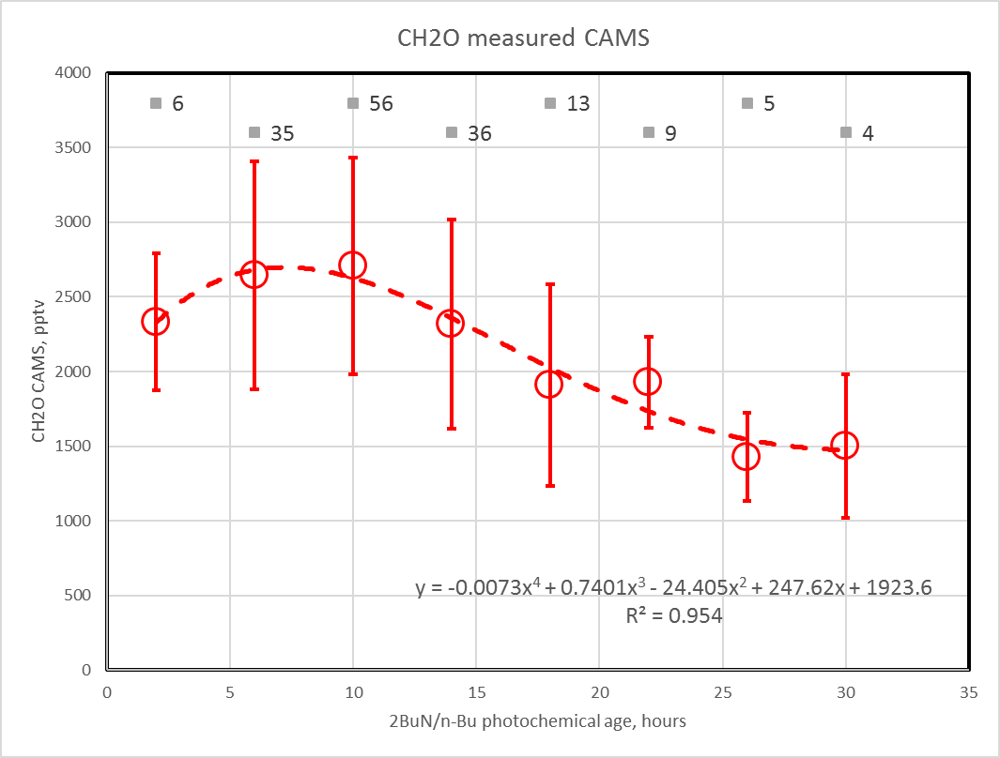 CH2O measured CAMS
4000
3500
3000
2500
2000
1500
1000
500
0
CH2O CAMS, pptv
6
56
13
5
35
36
9
4
y = -0.0073x⁴ + 0.7401x³ - 24.405x² + 247.62x + 1923.6
R² = 0.954
0 5 10 15 20 25 30 35
2BuN/n-Bu photochemical age, hours